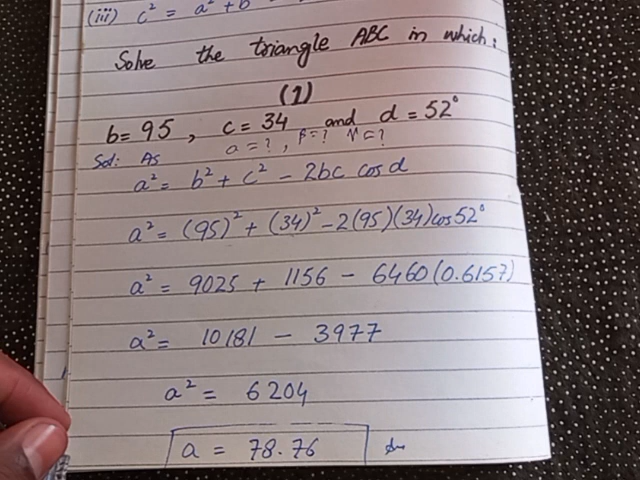 (iii) c² = a² + b
Solve the triangle ABC in which:
(1)
b = 95 , c = 34 and α = 52°
a = ? , β = ? γ = ?
Sol: As
a² = b² + c² - 2bc cos α
a² = (95)² + (34)² - 2(95)(34) cos 52°
a² = 9025 + 1156 - 6460 (0.6157)
a² = 10181 - 3977
a² = 6204
a = 78.76